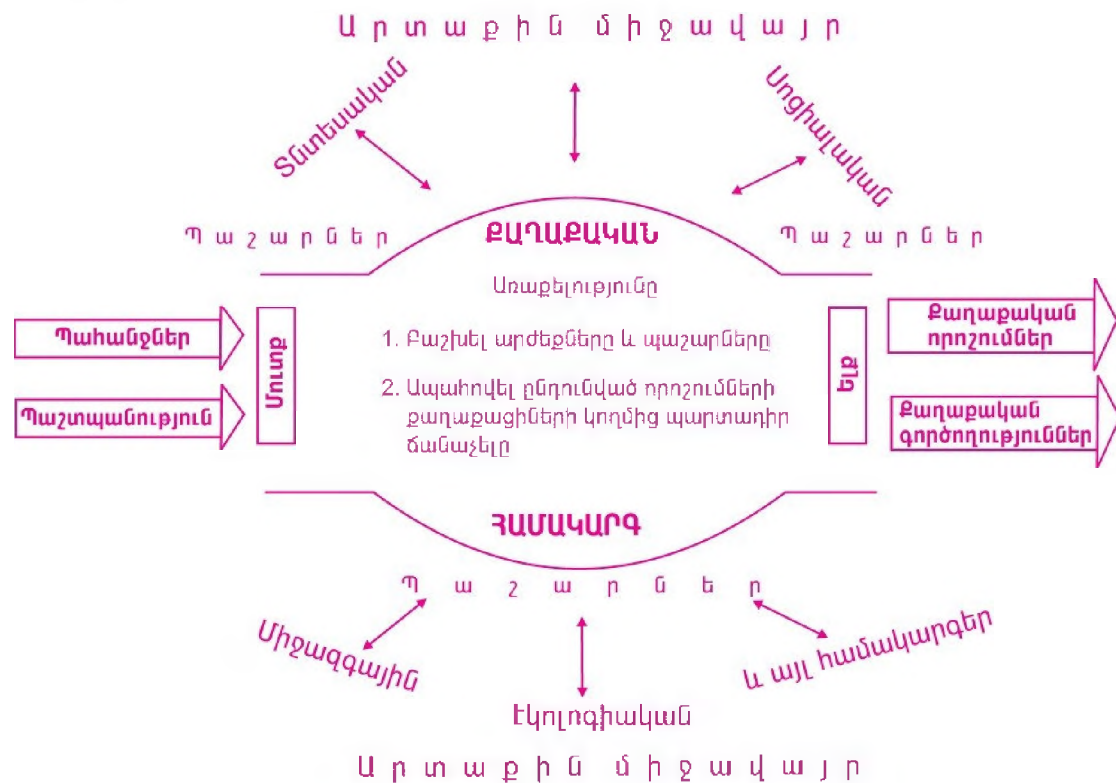 Արտաքին միջավայր
Տնտեսական
Սոցիալական
Պաշարներ
ՔԱՂԱՔԱԿԱՆ
Պաշարներ
Առաքելությունը
Պահանջներ
Մուտք
1. Բաշխել արժեքները և պաշարները
Ելք
Քաղաքական
որոշումներ
Պաշտպանություն
2. Ապահովել ընդունված որոշումների
քաղաքացիների կողմից պարտադիր
ճանաչելը
Քաղաքական
գործողություններ
ՀԱՄԱԿԱՐԳ
Պաշարներ
Միջազգային
և այլ համակարգեր
Էկոլոգիական
Արտաքին միջավայր